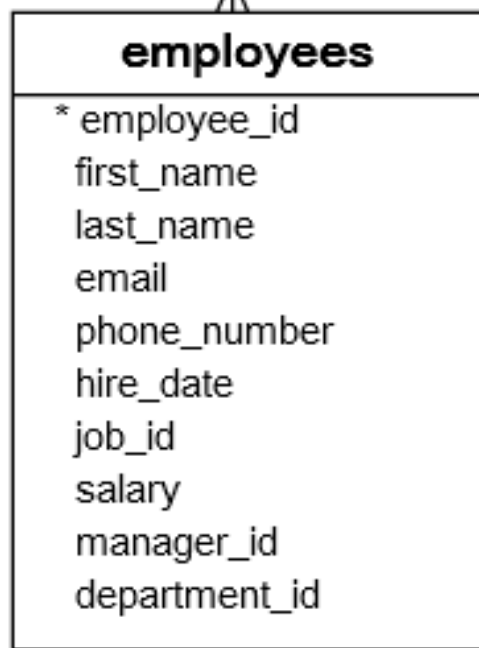 employees
* employee_id
first_name
last_name
email
phone_number
hire_date
job_id
salary
manager_id
department_id